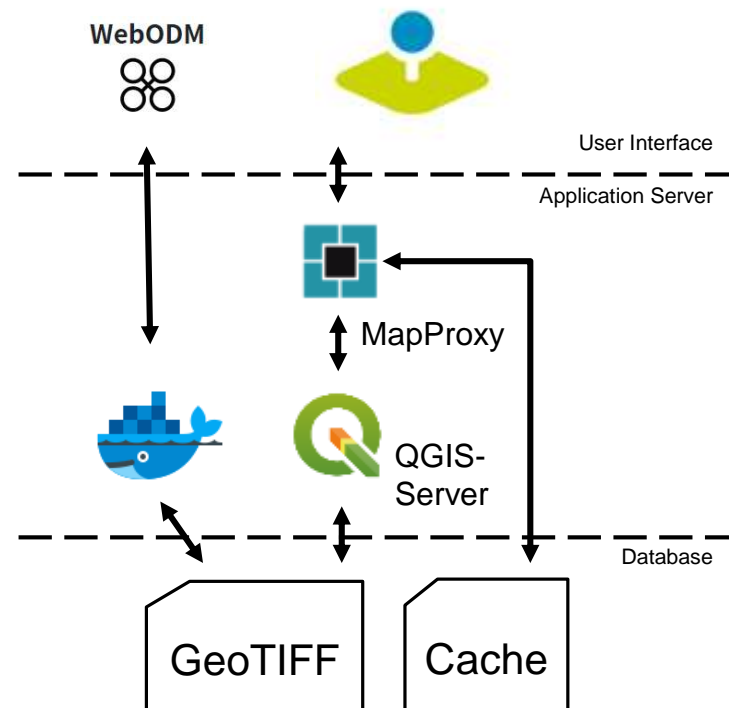 WebODM
User Interface
Application Server
MapProxy
QGIS-
Server
Database
GeoTIFF
Cache